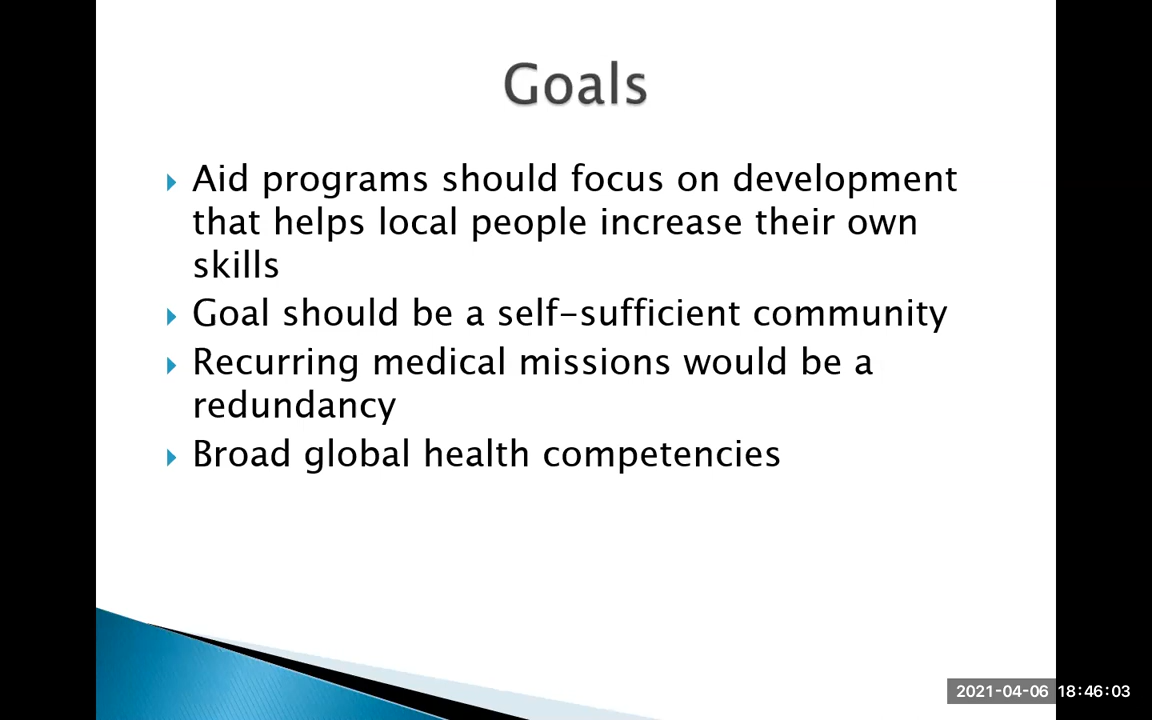 Goals
Aid programs should focus on development
that helps local people increase their own
skills
Goal should be a self-sufficient community
Recurring medical missions would be a
redundancy
Broad global health competencies
2021-04-06 18:46:03